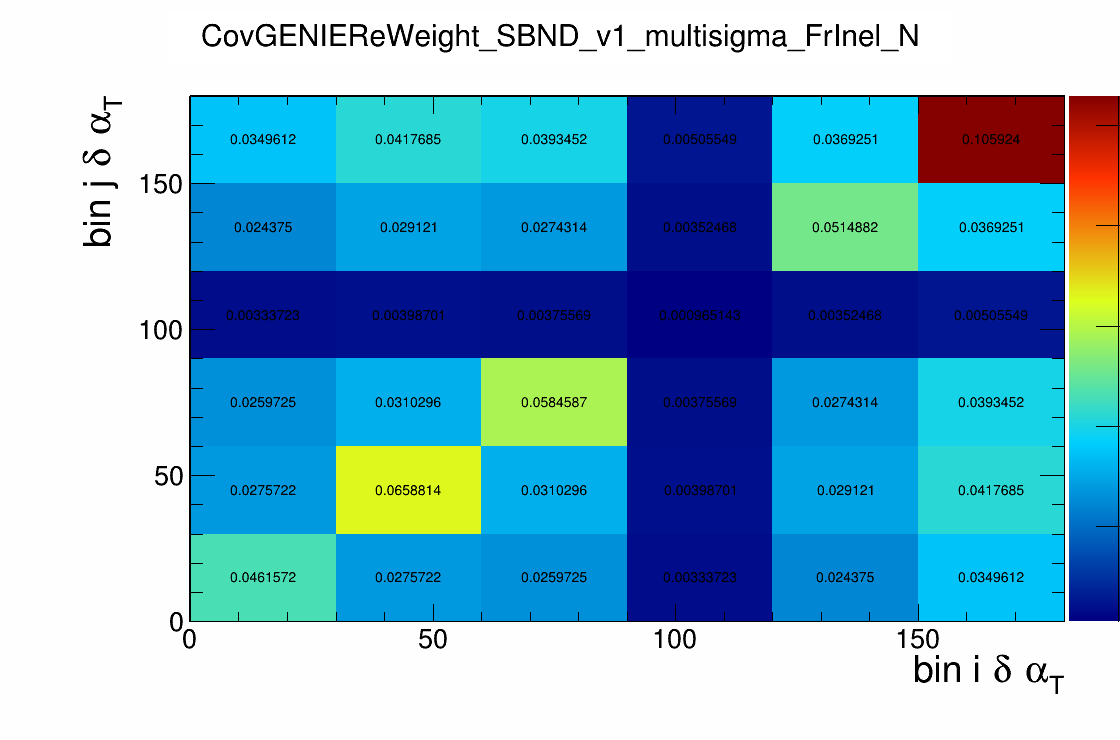 CovGENIEReWeight_SBND_v1_multisigma_FrInel_N
bin j δ α_T
150
100
50
0
0.0349612 0.0417685 0.0393452 0.00505549 0.0369251 0.105924
0.024375 0.029121 0.0274314 0.00352468 0.0514882 0.0369251
0.00333723 0.00398701 0.00375569 0.00352468 0.00505549
0.0259725 0.0310296 0.0584587 0.00375569 0.0274314 0.0393452
0.0275722 0.0658814 0.0310296 0.00398701 0.029121 0.0417685
0.0461572 0.0275722 0.0259725 0.00333723 0.024375 0.0349612
0 50 100 150
bin i δ α_T